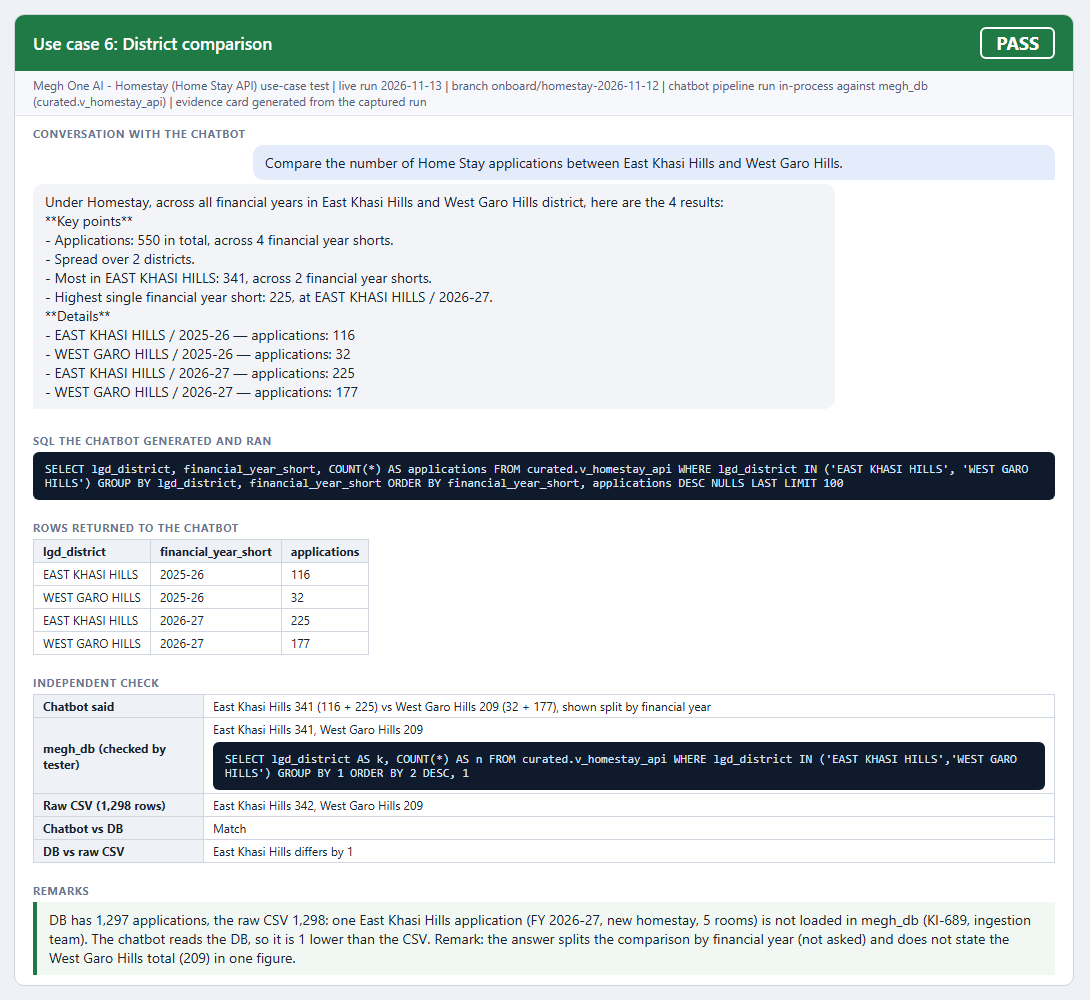 Use case 6: District comparison
PASS
Megh One AI - Homestay (Home Stay API) use-case test | live run 2026-11-13 | branch onboard/homestay-2026-11-12 | chatbot pipeline run in-process against megh_db
(curated.v_homestay_api) | evidence card generated from the captured run
CONVERSATION WITH THE CHATBOT
Compare the number of Home Stay applications between East Khasi Hills and West Garo Hills.
Under Homestay, across all financial years in East Khasi Hills and West Garo Hills district, here are the 4 results:
**Key points**
- Applications: 550 in total, across 4 financial year shorts.
- Spread over 2 districts.
- Most in EAST KHASI HILLS: 341, across 2 financial year shorts.
- Highest single financial year short: 225, at EAST KHASI HILLS / 2026-27.
**Details**
- EAST KHASI HILLS / 2025-26 — applications: 116
- WEST GARO HILLS / 2025-26 — applications: 32
- EAST KHASI HILLS / 2026-27 — applications: 225
- WEST GARO HILLS / 2026-27 — applications: 177
SQL THE CHATBOT GENERATED AND RAN
SELECT lgd_district, financial_year_short, COUNT(*) AS applications FROM curated.v_homestay_api WHERE lgd_district IN ('EAST KHASI HILLS', 'WEST GARO
HILLS') GROUP BY lgd_district, financial_year_short ORDER BY financial_year_short, applications DESC NULLS LAST LIMIT 100
ROWS RETURNED TO THE CHATBOT
lgd_district financial_year_short applications
EAST KHASI HILLS 2025-26 116
WEST GARO HILLS 2025-26 32
EAST KHASI HILLS 2026-27 225
WEST GARO HILLS 2026-27 177
INDEPENDENT CHECK
Chatbot said East Khasi Hills 341 (116 + 225) vs West Garo Hills 209 (32 + 177), shown split by financial year
megh_db (checked by
tester)
East Khasi Hills 341, West Garo Hills 209
SELECT lgd_district AS k, COUNT(*) AS n FROM curated.v_homestay_api WHERE lgd_district IN ('EAST KHASI HILLS','WEST GARO
HILLS') GROUP BY 1 ORDER BY 2 DESC, 1
Raw CSV (1,298 rows) East Khasi Hills 342, West Garo Hills 209
Chatbot vs DB Match
DB vs raw CSV East Khasi Hills differs by 1
REMARKS
DB has 1,297 applications, the raw CSV 1,298: one East Khasi Hills application (FY 2026-27, new homestay, 5 rooms) is not loaded in megh_db (KI-689, ingestion
team). The chatbot reads the DB, so it is 1 lower than the CSV. Remark: the answer splits the comparison by financial year (not asked) and does not state the
West Garo Hills total (209) in one figure.